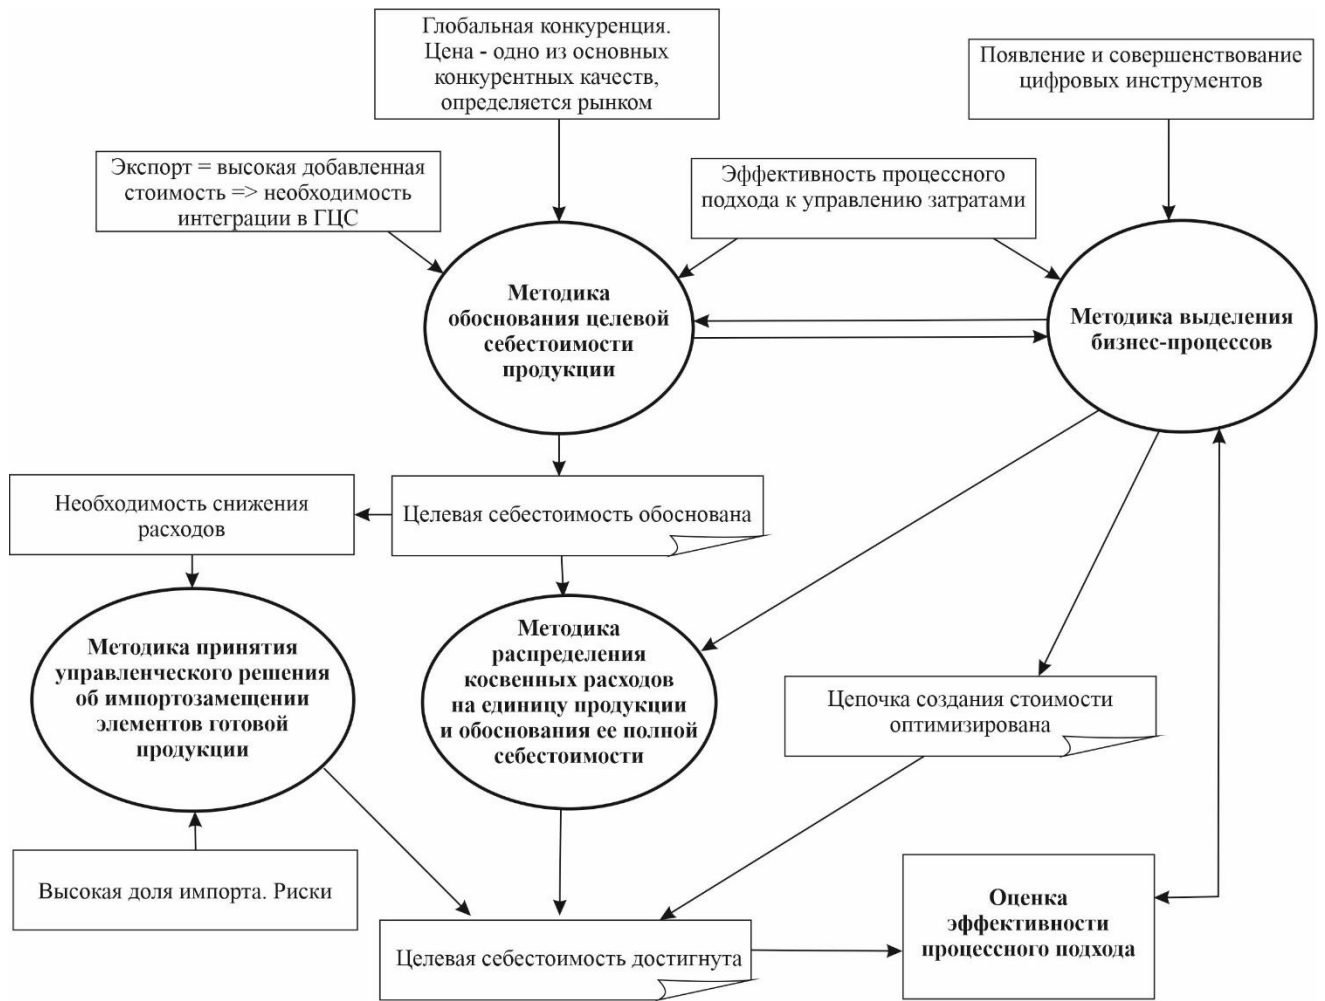 Глобальная конкуренция.
Цена - одно из основных
конкурентных качеств,
определяется рынком
Появление и совершенствование
цифровых инструментов
Экспорт = высокая добавленная
стоимость => необходимость
интеграции в ГЦС
Эффективность процессного
подхода к управлению затратами
Методика
обоснования целевой
себестоимости
продукции
Методика выделения
бизнес-процессов
Необходимость снижения
расходов
Целевая себестоимость обоснована
Методика принятия
управленческого решения
об импортозамещении
элементов готовой
продукции
Методика
распределения
косвенных расходов
на единицу продукции
и обоснования ее полной
себестоимости
Цепочка создания стоимости
оптимизирована
Высокая доля импорта. Риски
Целевая себестоимость достигнута
Оценка
эффективности
процессного подхода